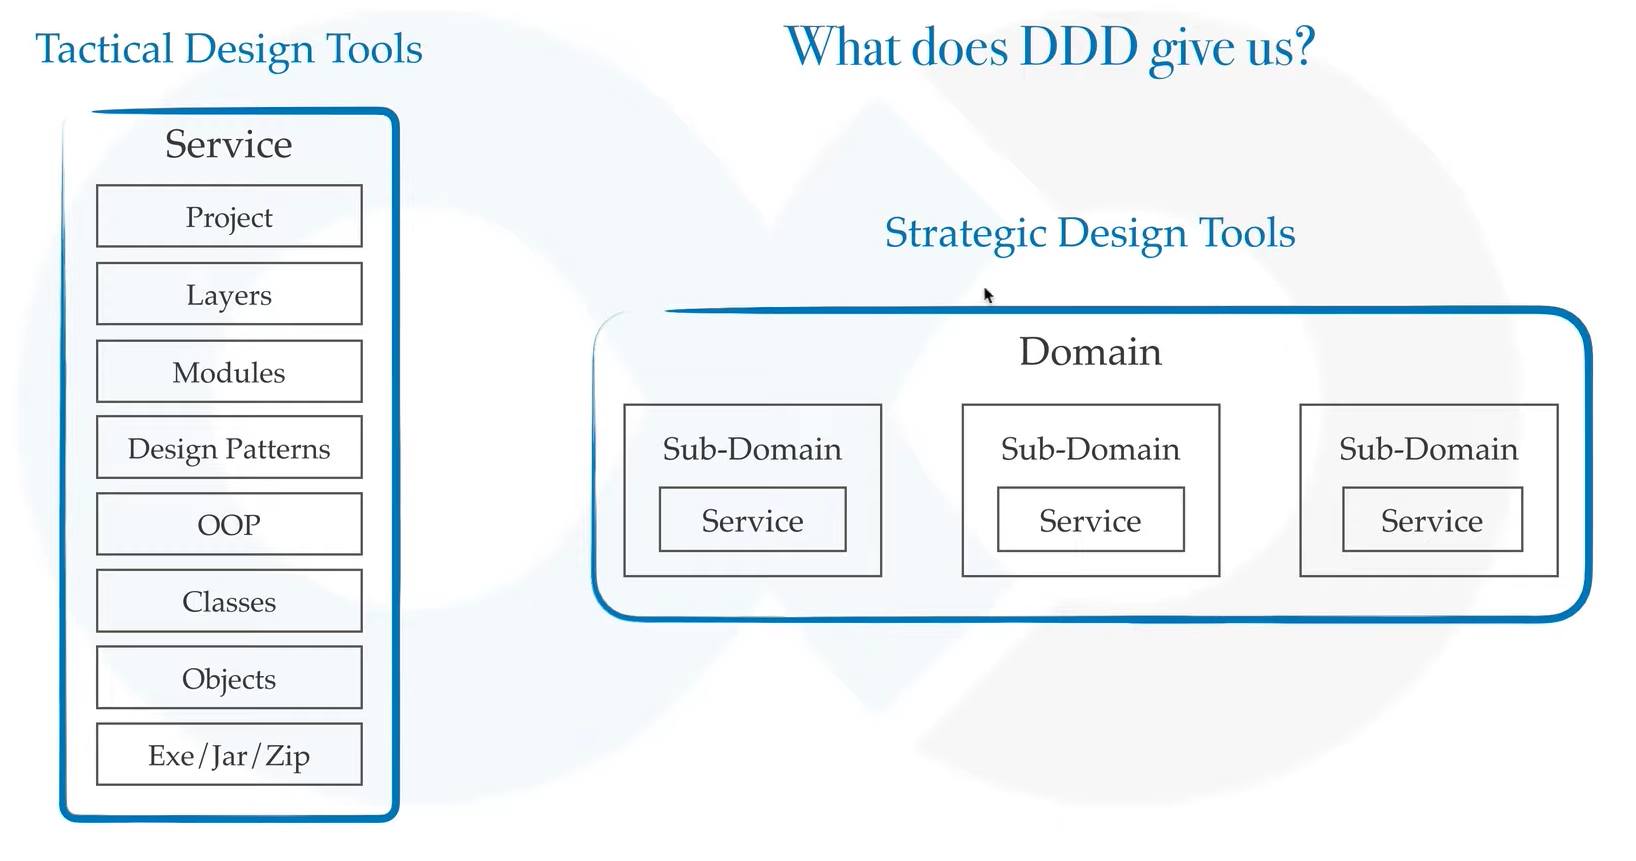 Tactical Design Tools
Service
Project
Layers
Modules
Design Patterns
OOP
Classes
Objects
Exe/Jar/Zip
What does DDD give us?
Strategic Design Tools
Domain
Sub-Domain
Service
Sub-Domain
Service
Sub-Domain
Service